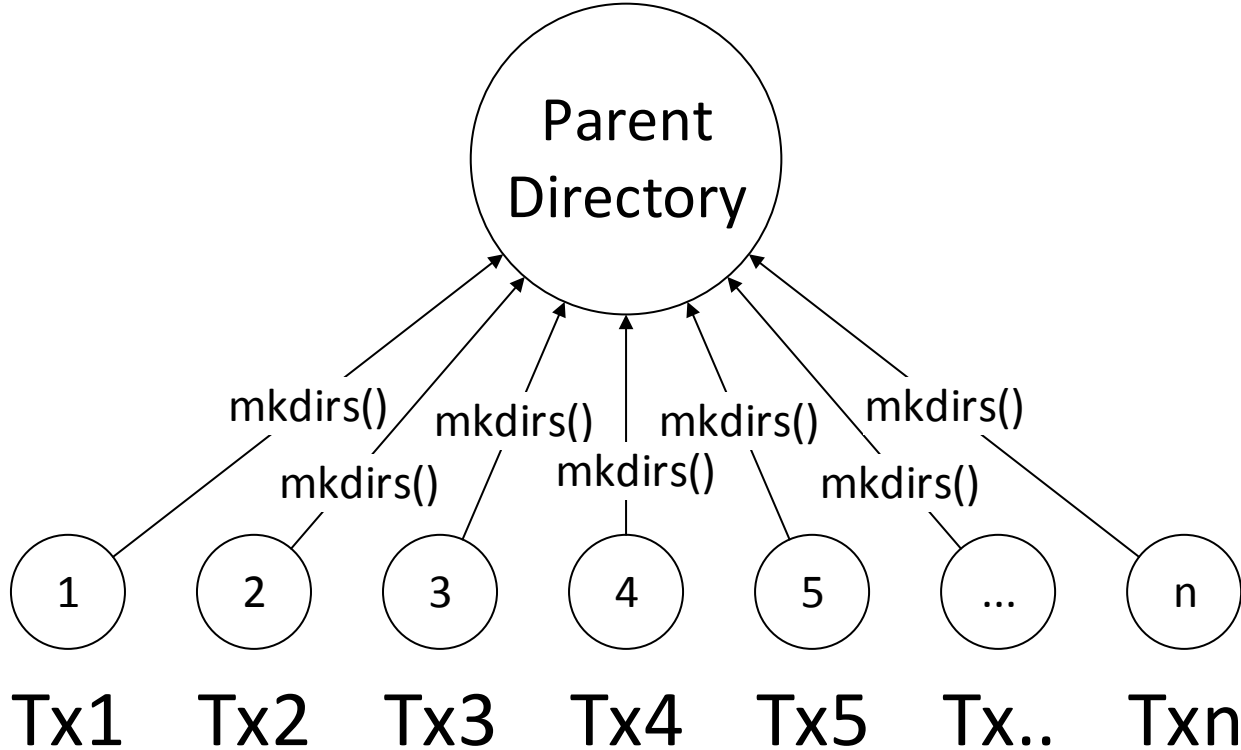 Parent
Directory
mkdirs()
mkdirs()
mkdirs()
mkdirs()
mkdirs()
mkdirs()
mkdirs()
1 2 3 4 5 ... n
Tx1 Tx2 Tx3 Tx4 Tx5 Tx.. Txn